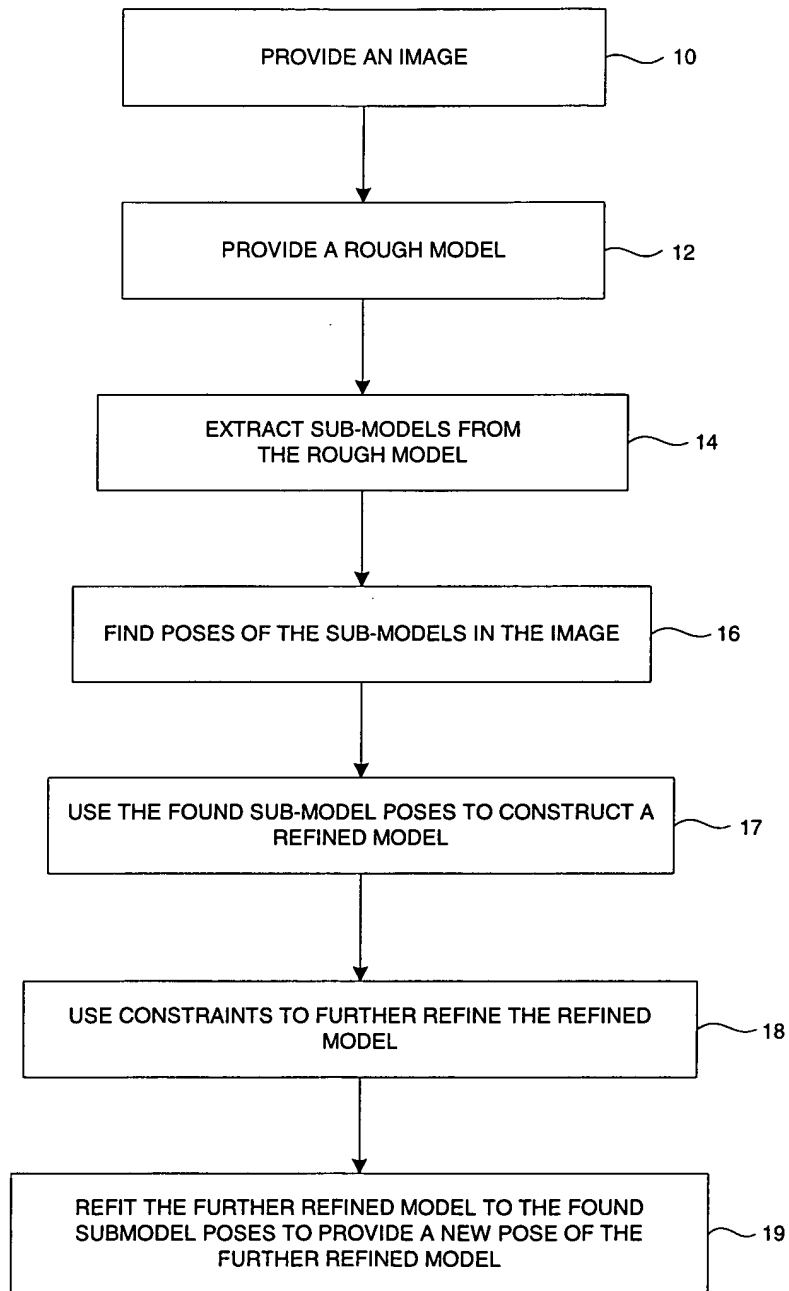 PROVIDE AN IMAGE
10
PROVIDE A ROUGH MODEL
12
EXTRACT SUB-MODELS FROM
THE ROUGH MODEL
14
FIND POSES OF THE SUB-MODELS IN THE IMAGE
16
USE THE FOUND SUB-MODEL POSES TO CONSTRUCT A
REFINED MODEL
17
USE CONSTRAINTS TO FURTHER REFINE THE REFINED
MODEL
18
REFIT THE FURTHER REFINED MODEL TO THE FOUND
SUBMODEL POSES TO PROVIDE A NEW POSE OF THE
FURTHER REFINED MODEL
19